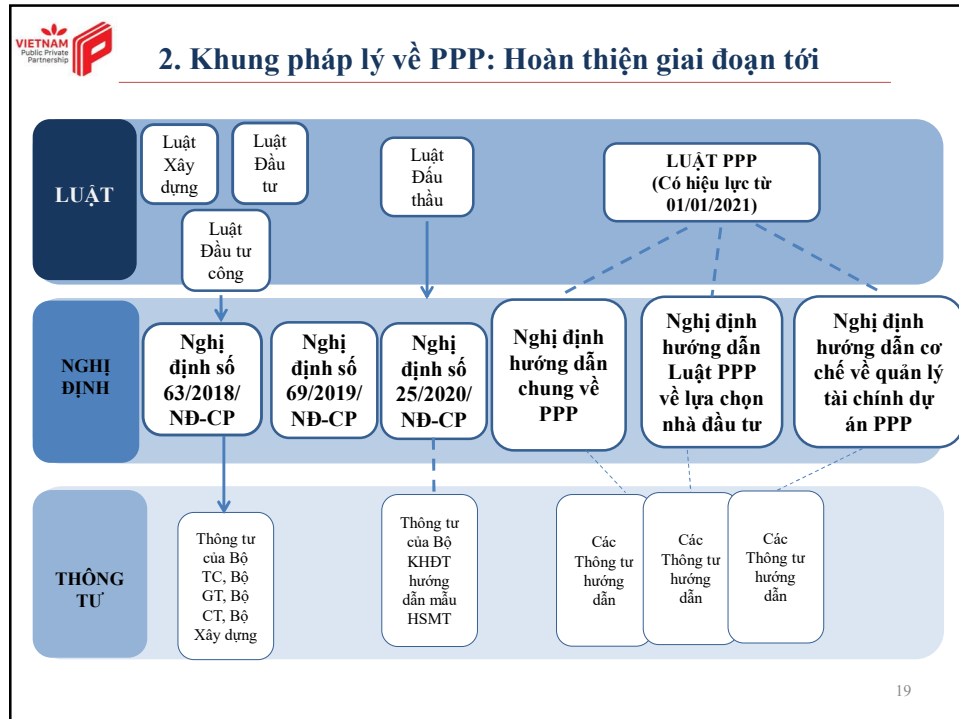 VIETNAM
Public Private
Partnership
2. Khung pháp lý về PPP: Hoàn thiện giai đoạn tới
LUẬT
Luật
Xây
dựng
Luật
Đầu
tư
Luật
Đầu tư
công
Luật
Đấu
thầu
LUẬT PPP
(Có hiệu lực từ
01/01/2021)
NGHỊ
ĐỊNH
Nghị
định số
63/2018/
NĐ-CP
Nghị
định số
69/2019/
NĐ-CP
Nghị
định số
25/2020/
NĐ-CP
Nghị định
hướng dẫn
chung về
PPP
Nghị định
hướng dẫn
Luật PPP
về lựa chọn
nhà đầu tư
Nghị định
hướng dẫn cơ
chế về quản lý
tài chính dự
án PPP
THÔNG
TƯ
Thông tư
của Bộ
TC, Bộ
GT, Bộ
CT, Bộ
Xây dựng
Thông tư
của Bộ
KHĐT
hướng
dẫn mẫu
HSMT
Các
Thông tư
hướng
dẫn
Các
Thông tư
hướng
dẫn
Các
Thông tư
hướng
dẫn
19